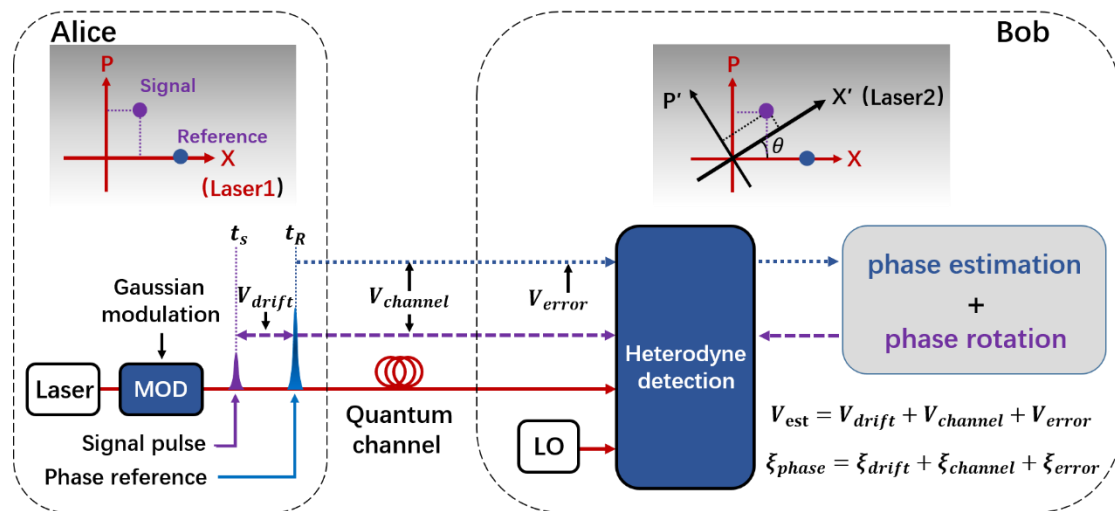 Alice
P
Signal
Reference
X
(Laser1)
t_s
t_R
Gaussian
modulation
V_drift
V_channel
V_error
Laser
MOD
Signal pulse
Phase reference
Quantum
channel
Bob
P
P′
X′ (Laser2)
θ
X
Heterodyne
detection
LO
phase estimation
+
phase rotation
V_est = V_drift + V_channel + V_error
ξ_phase = ξ_drift + ξ_channel + ξ_error